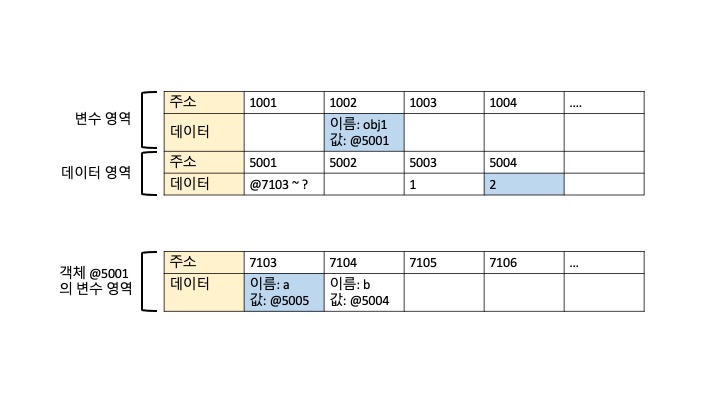 변수 영역
주소 1001 1002 1003 1004 ....
데이터 이름: obj1
값: @5001
데이터 영역
주소 5001 5002 5003 5004
데이터 @7103 ~ ? 1 2
객체 @5001
의 변수 영역
주소 7103 7104 7105 7106 ...
데이터 이름: a 이름: b
값: @5005 값: @5004